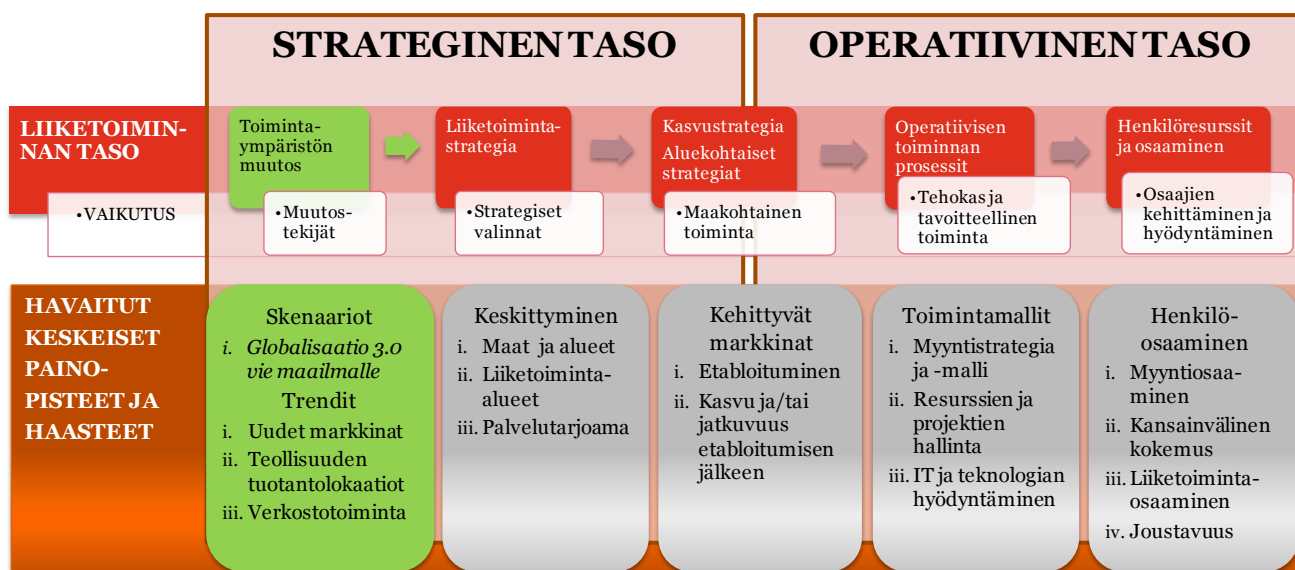 STRATEGINEN TASO
OPERATIIVINEN TASO
LIIKETOIMIN-
NAN TASO
Toiminta-
ympäristön
muutos
Liiketoiminta-
strategia
Kasvustrategia
Aluekohtaiset
strategiat
Operatiivisen
toiminnan
prosessit
Henkilöresurssit
ja osaaminen
•VAIKUTUS
•Muutos-
tekijät
•Strategiset
valinnat
•Maakohtainen
toiminta
•Tehokas ja
tavoitteellinen
toiminta
•Osaajien
kehittäminen ja
hyödyntäminen
HAVAITUT
KESKEISET
PAINO-
PISTEET JA
HAASTEET
Skenaariot
i. Globalisaatio 3.0
vie maailmalle
Trendit
i. Uudet markkinat
ii. Teollisuuden
tuotantolokaatiot
iii. Verkostotoiminta
Keskittyminen
i. Maat ja alueet
ii. Liiketoiminta-
alueet
iii. Palvelutarjoama
Kehittyvät
markkinat
i. Etabloituminen
ii. Kasvu ja/tai
jatkuvuus
etabloitumisen
jälkeen
Toimintamallit
i. Myyntistrategia
ja -malli
ii. Resurssien ja
projektien
hallinta
iii. IT ja teknologian
hyödyntäminen
Henkilö-
osaaminen
i. Myyntiosaa-
minen
ii. Kansainvälinen
kokemus
iii. Liiketoiminta-
osaaminen
iv. Joustavuus